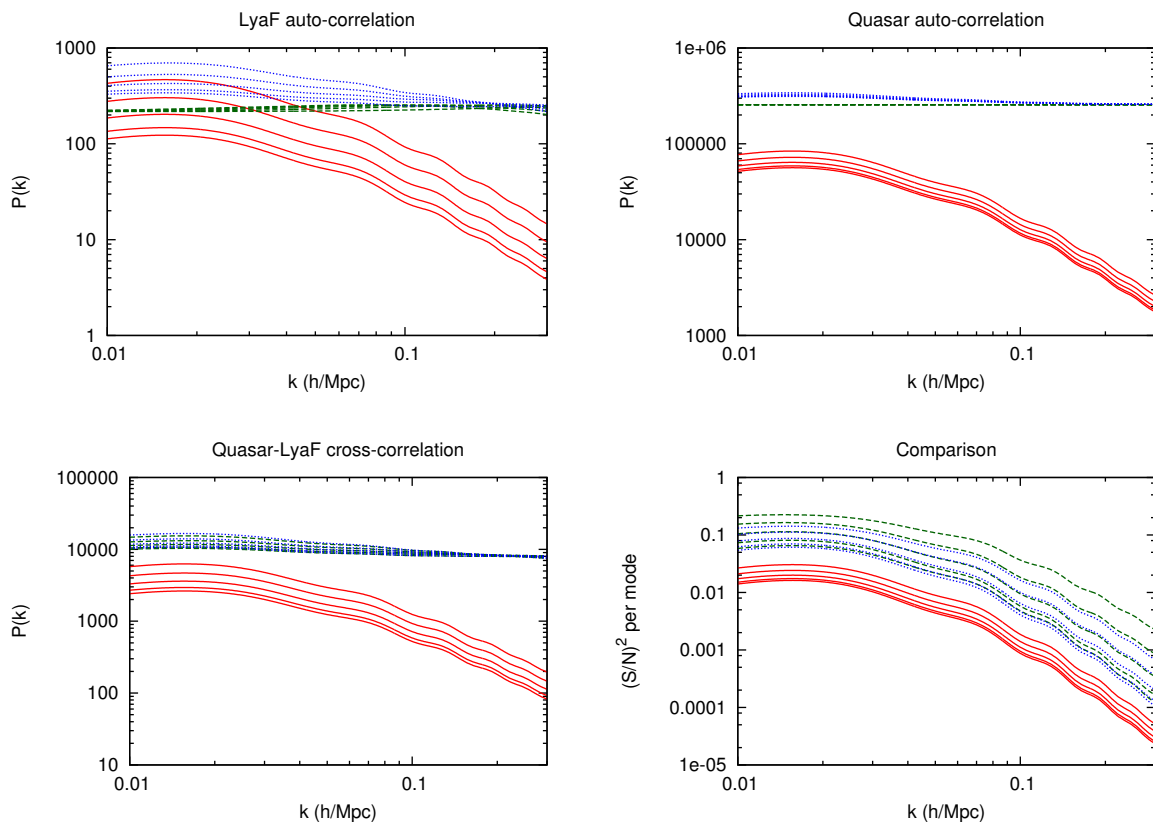 LyaF auto-correlation
1000
100
10
1
P(k)
0.01
0.1
k (h/Mpc)
Quasar auto-correlation
1e+06
100000
10000
1000
P(k)
0.01
0.1
k (h/Mpc)
Quasar-LyaF cross-correlation
100000
10000
1000
100
10
P(k)
0.01
0.1
k (h/Mpc)
Comparison
1
0.1
0.01
0.001
0.0001
1e-05
(S/N)² per mode
0.01
0.1
k (h/Mpc)